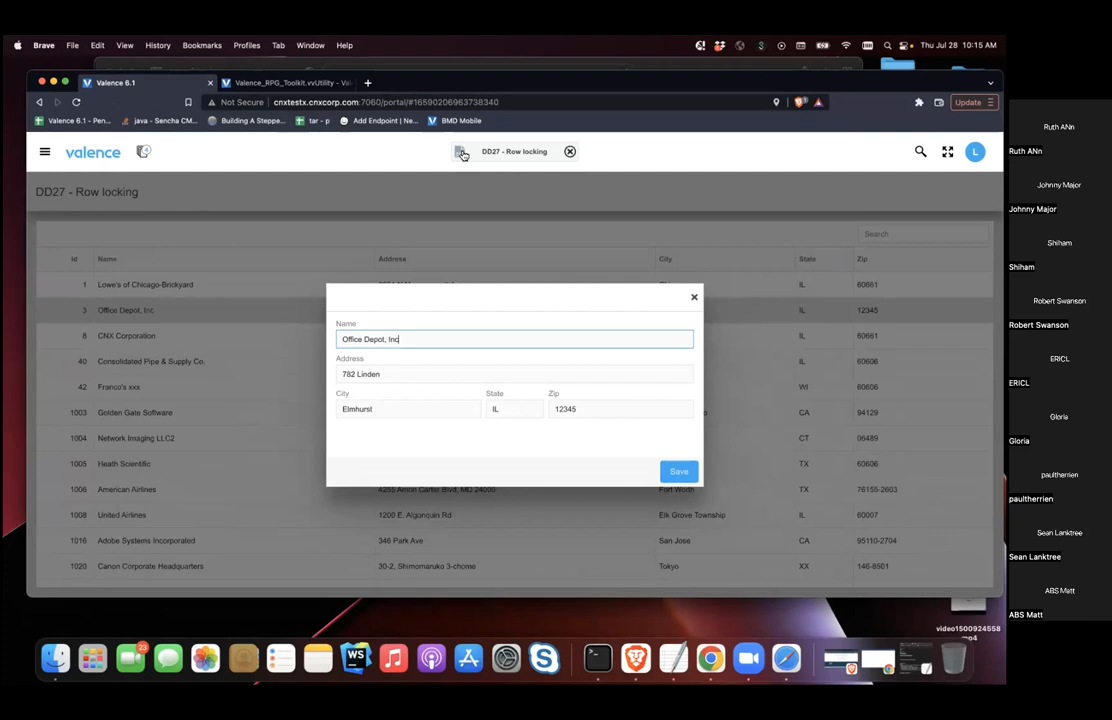 Brave File Edit View History Bookmarks Profiles Tab Window Help
Thu Jul 28 10:15 AM
Valence 6.1
Valence_RPG_Toolkit.vvUtility - Val
Not Secure cnxtestx.cnxcorp.com:7060/portal/#16590206963738340
Update
Valence 6.1 - Pen...
java - Sencha CM...
Building A Steppe...
tar - p
Add Endpoint | Ne...
BMD Mobile
valence
4
DD27 - Row locking
L
DD27 - Row locking
Search
Id Name Address City State Zip
1 Lowe's of Chicago-Brickyard IL 60661
3 Office Depot, Inc IL 12345
8 CNX Corporation IL 60661
40 Consolidated Pipe & Supply Co. IL 60606
42 Franco's xxx WI 60606
1003 Golden Gate Software CA 94129
1004 Network Imaging LLC2 CT 06489
1005 Heath Scientific TX 60606
1006 American Airlines 4255 Amon Carter Blvd, MD 24000 Fort Worth TX 76155-2603
1008 United Airlines 1200 E. Algonquin Rd Elk Grove Township IL 60007
1016 Adobe Systems Incorporated 346 Park Ave San Jose CA 95110-2704
1020 Canon Corporate Headquarters 30-2, Shimomaruko 3-chome Tokyo XX 146-8501
Name
Office Depot, Inc
Address
782 Linden
City State Zip
Elmhurst IL 12345
Save
Ruth ANn
Ruth ANn
Johnny Major
Johnny Major
Shiham
Shiham
Robert Swanson
Robert Swanson
ERICL
ERICL
Gloria
Gloria
paultherrien
paultherrien
Sean Lanktree
Sean Lanktree
ABS Matt
ABS Matt
video1500924558
mp4
23
WS